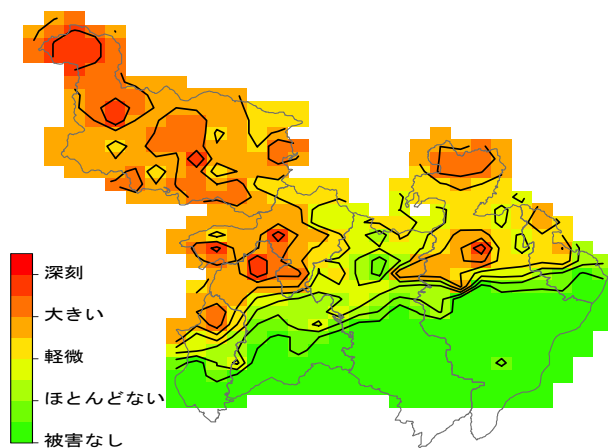 深刻
大きい
軽微
ほとんどない
被害なし